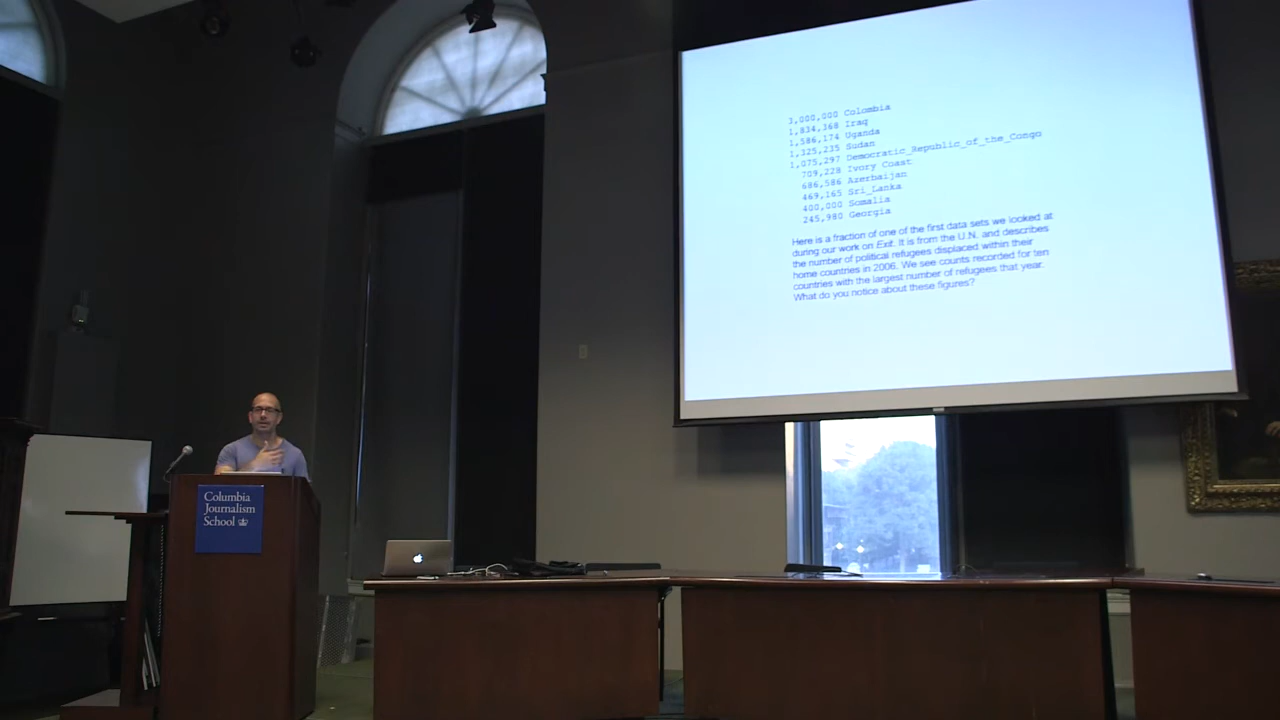 3,000,000 Colombia
1,834,368 Iraq
1,586,174 Uganda
1,325,235 Sudan
1,075,297 Democratic_Republic_of_the_Congo
709,228 Ivory Coast
686,586 Azerbaijan
469,165 Sri_Lanka
400,000 Somalia
245,980 Georgia
Here is a fraction of one of the first data sets we looked at
during our work on Exit. It is from the U.N. and describes
the number of political refugees displaced within their
home countries in 2006. We see counts recorded for ten
countries with the largest number of refugees that year.
What do you notice about these figures?
Columbia
Journalism
School